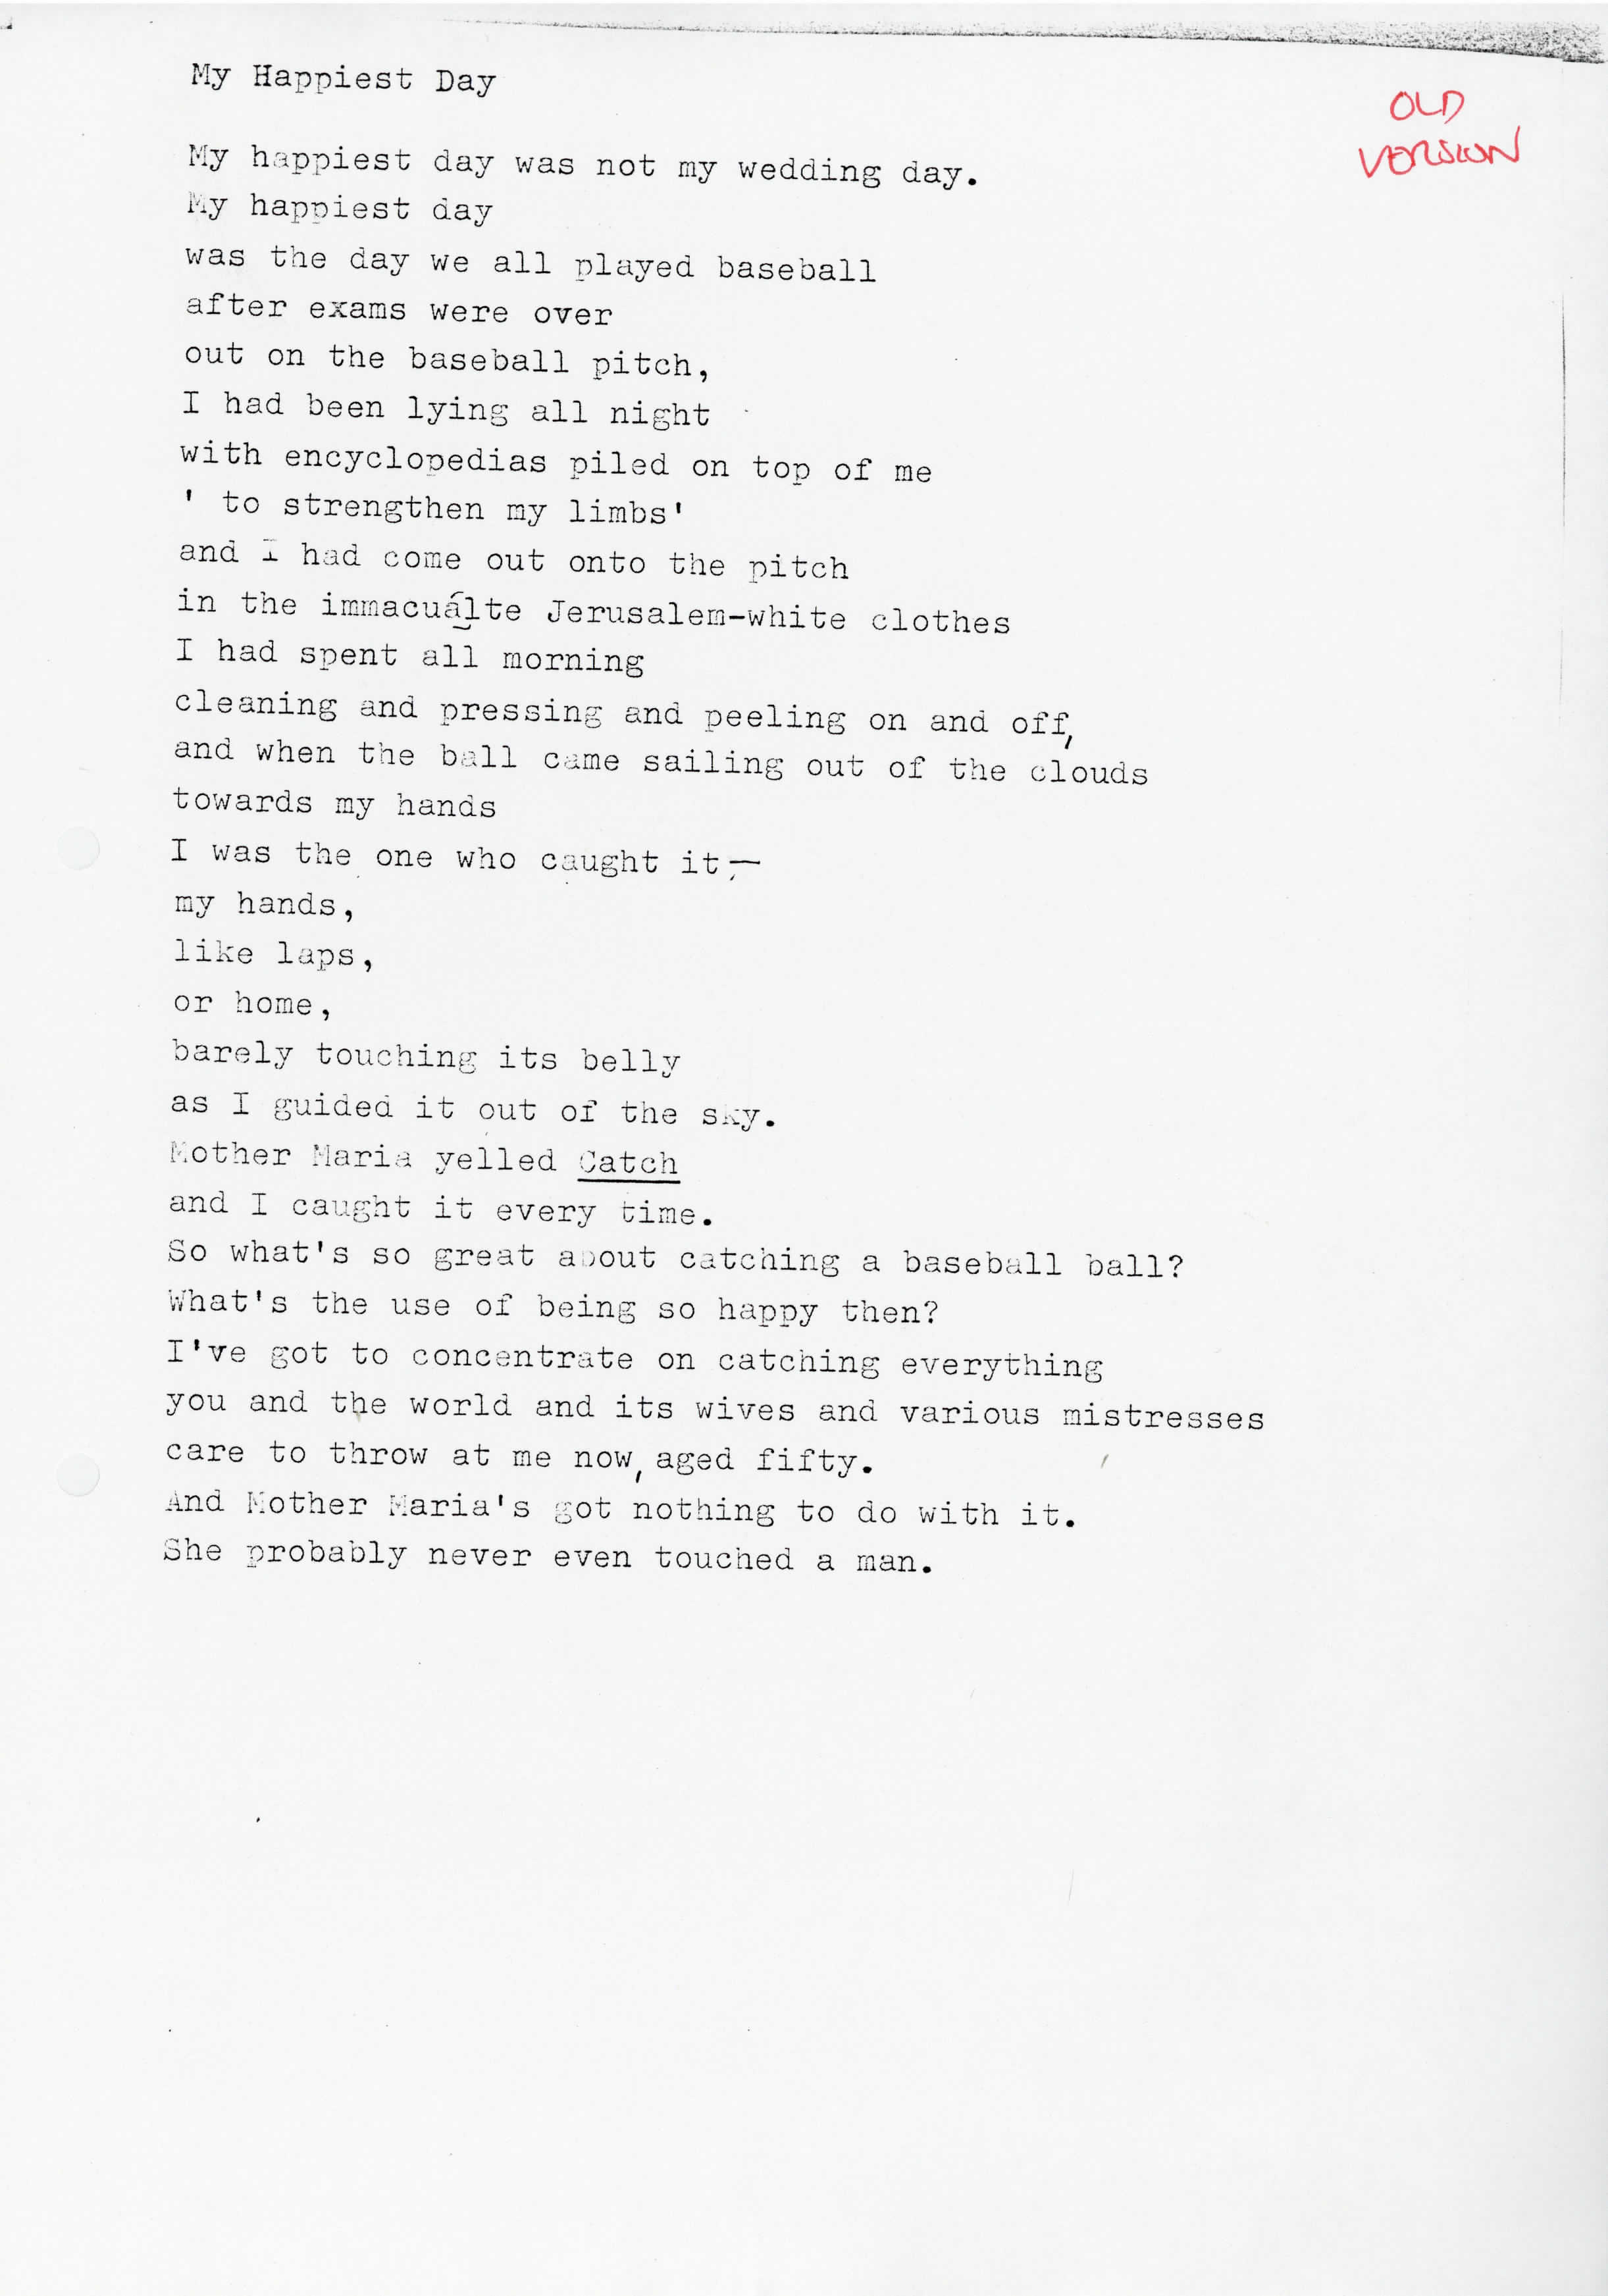 My Happiest Day
OLD
VERSION
My happiest day was not my wedding day.
My happiest day
was the day we all played baseball
after exams were over
out on the baseball pitch,
I had been lying all night
with encyclopedias piled on top of me
' to strengthen my limbs'
and I had come out onto the pitch
in the immacualte Jerusalem-white clothes
I had spent all morning
cleaning and pressing and peeling on and off,
and when the ball came sailing out of the clouds
towards my hands
I was the one who caught it,—
my hands,
like laps,
or home,
barely touching its belly
as I guided it out of the sky.
Mother Maria yelled Catch
and I caught it every time.
So what's so great about catching a baseball ball?
What's the use of being so happy then?
I've got to concentrate on catching everything
you and the world and its wives and various mistresses
care to throw at me now, aged fifty.
And Mother Maria's got nothing to do with it.
She probably never even touched a man.